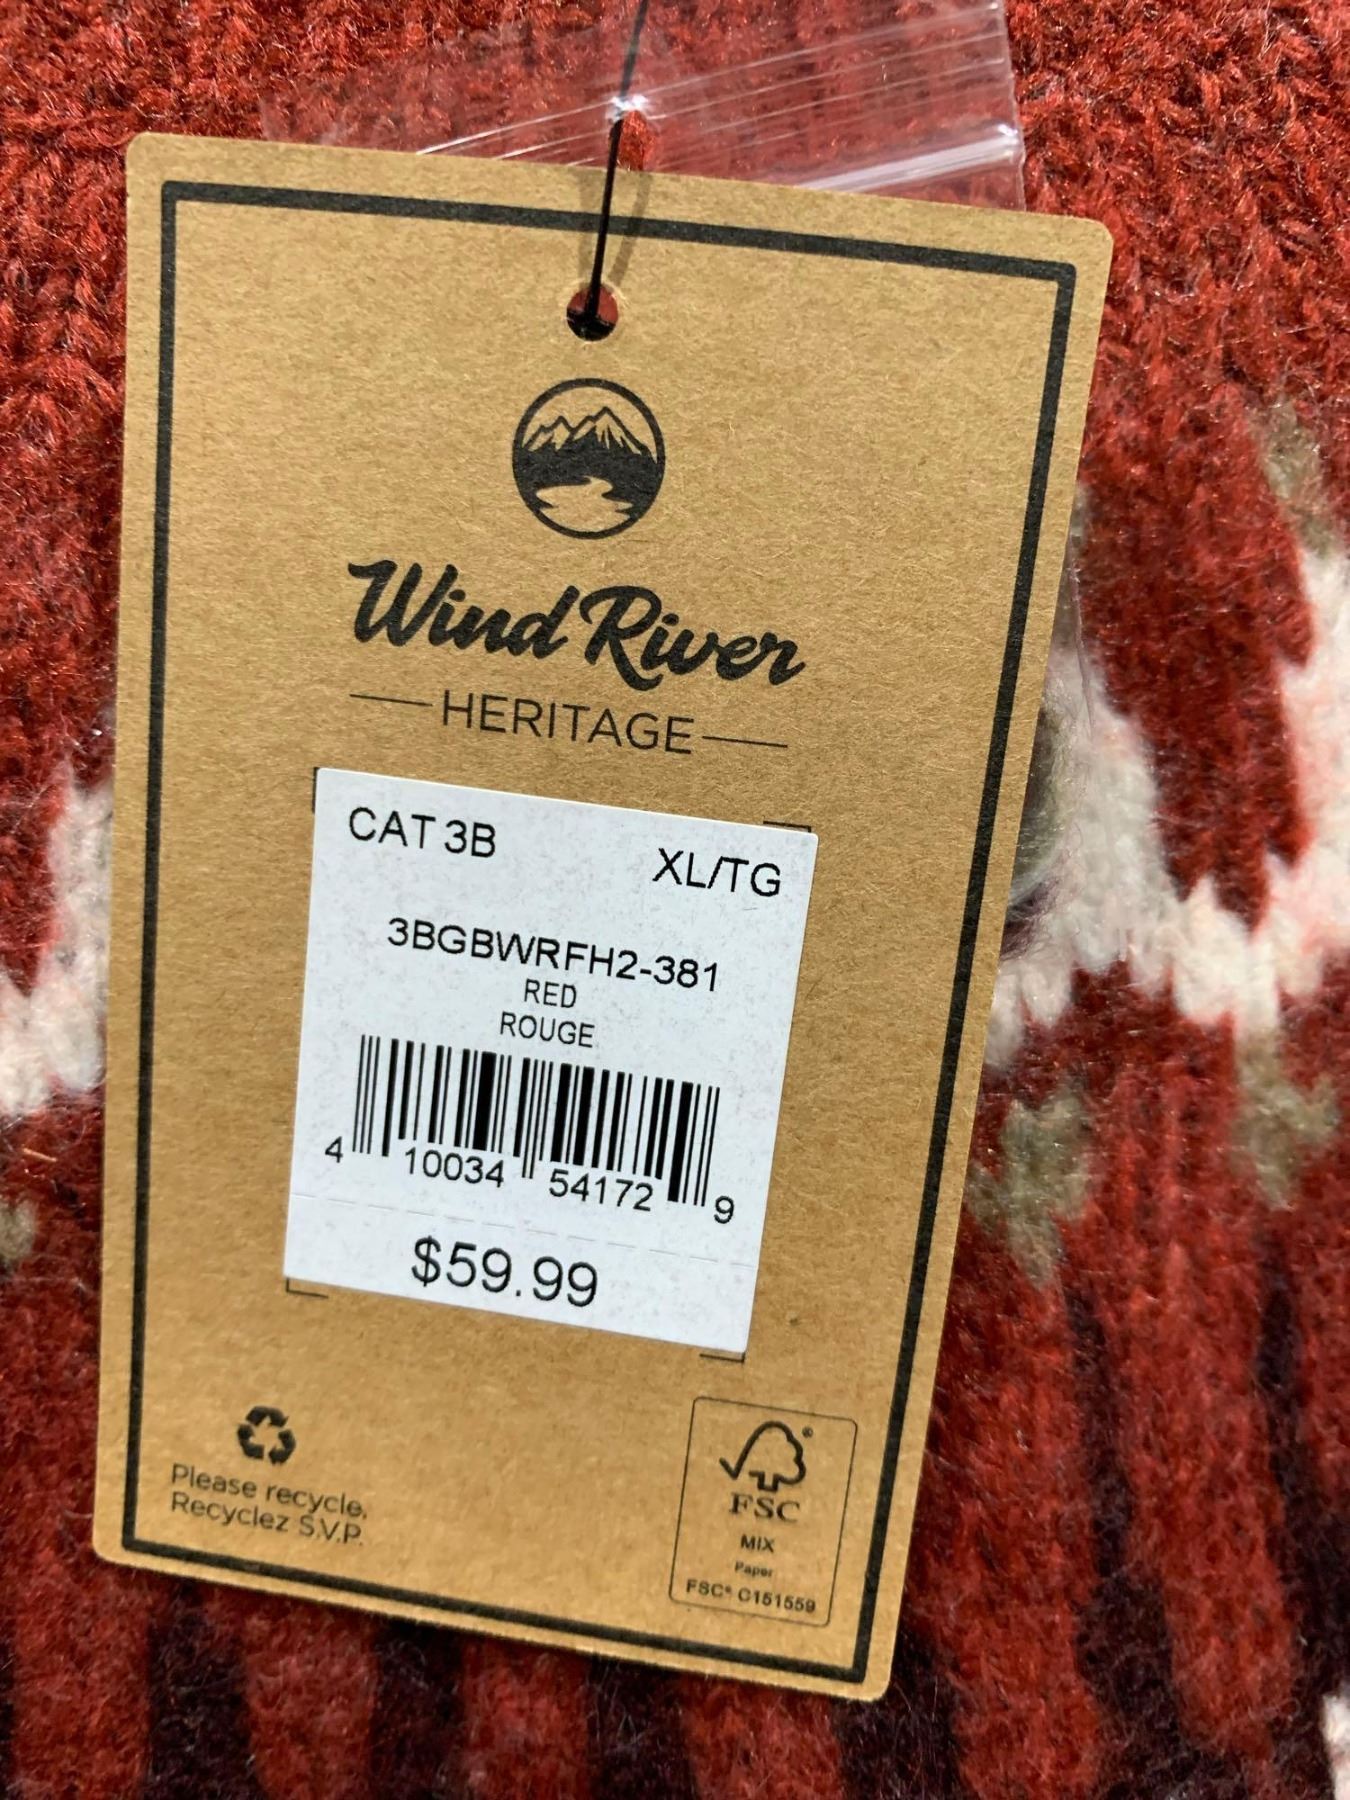 Wind River
HERITAGE
CAT 3B
XL/TG
3BGBWRFH2-381
RED
ROUGE
4 10034 54172 9
$59.99
Please recycle.
Recyclez S.V.P.
FSC
MIX
Paper
FSC® C151559